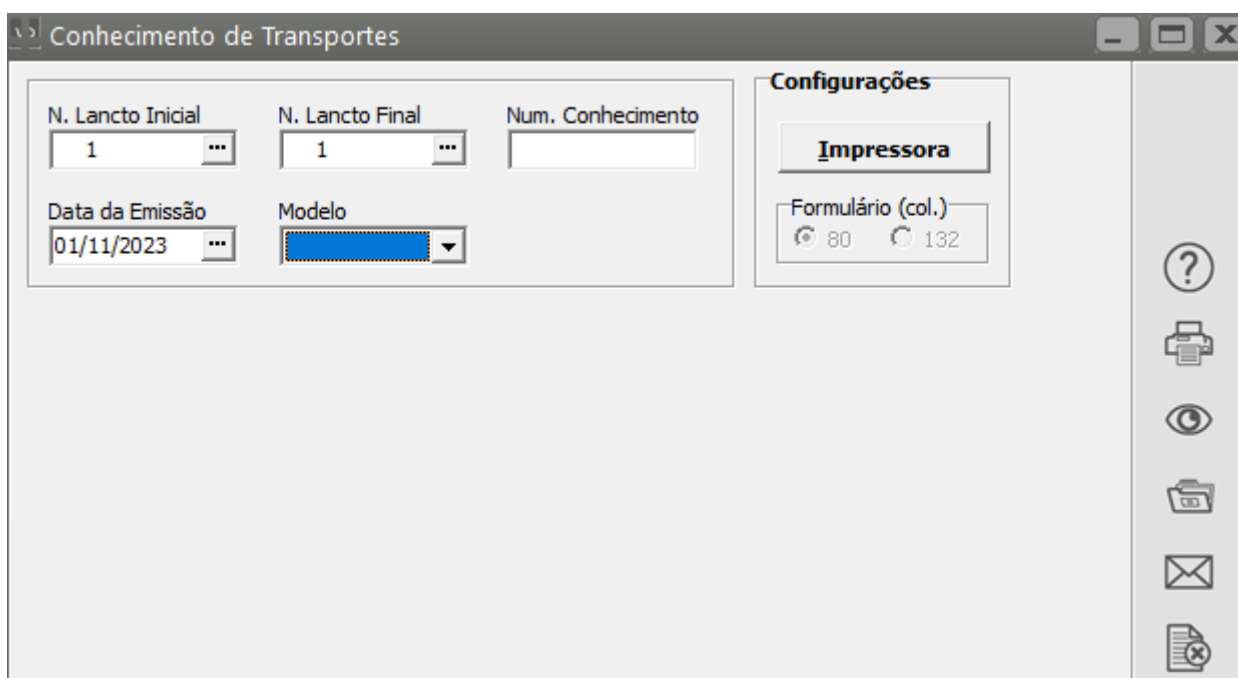 Conhecimento de Transportes
N. Lancto Inicial N. Lancto Final Num. Conhecimento
1 ... 1 ...
Data da Emissão Modelo
01/11/2023 ...
Configurações
Impressora
Formulário (col.)
80 132
?